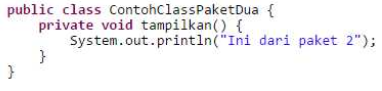 public class ContohClassPaketDua {
    private void tampilkan() {
        System.out.println("Ini dari paket 2");
    }
}